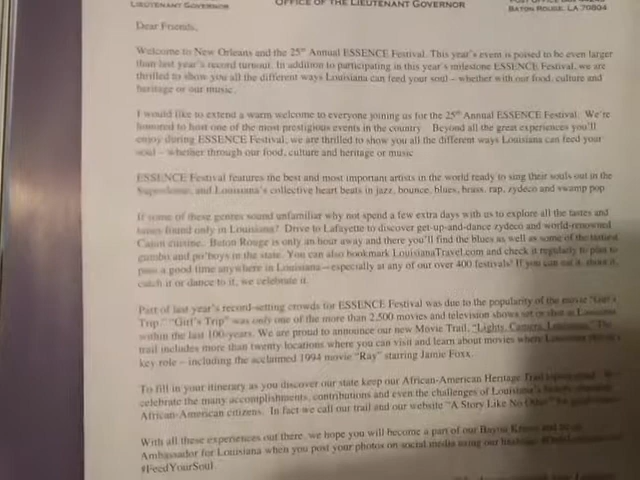 LIEUTENANT GOVERNOR
OFFICE OF THE LIEUTENANT GOVERNOR
BATON ROUGE, LA 70804
Dear Friends,
Welcome to New Orleans and the 25th Annual ESSENCE Festival. This year's event is poised to be even larger
than last year's record turnout. In addition to participating in this year's milestone ESSENCE Festival, we are
thrilled to show you all the different ways Louisiana can feed your soul – whether with our food, culture and
heritage or our music.
I would like to extend a warm welcome to everyone joining us for the 25th Annual ESSENCE Festival. We're
honored to host one of the most prestigious events in the country Beyond all the great experiences you'll
enjoy during ESSENCE Festival, we are thrilled to show you all the different ways Louisiana can feed your
soul – whether through our food, culture and heritage or music
ESSENCE Festival features the best and most important artists in the world ready to sing their souls out in the
Superdome, and Louisiana's collective heart beats in jazz, bounce, blues, brass, rap, zydeco and swamp pop
If some of these genres sound unfamiliar why not spend a few extra days with us to explore all the tastes and
tunes found only in Louisiana? Drive to Lafayette to discover get-up-and-dance zydeco and world-renowned
Cajun cuisine. Baton Rouge is only an hour away and there you'll find the blues as well as some of the tastiest
gumbo and po'boys in the state. You can also bookmark LouisianaTravel.com and check it regularly to plan to
pass a good time anywhere in Louisiana – especially at any of our over 400 festivals! If you can eat it, shoot it,
catch it or dance to it, we celebrate it.
Part of last year's record-setting crowds for ESSENCE Festival was due to the popularity of the movie "Girl's
Trip." "Girl's Trip" was only one of the more than 2,500 movies and television shows set or shot in Louisiana
within the last 100-years. We are proud to announce our new Movie Trail, "Lights, Camera, Louisiana." The
trail includes more than twenty locations where you can visit and learn about movies where Louisiana
key role – including the acclaimed 1994 movie "Ray" starring Jamie Foxx.
To fill in your itinerary as you discover our state keep our African-American Heritage Trail
celebrate the many accomplishments, contributions and even the challenges of Louisiana's
African-American citizens. In fact we call our trail and our website "A Story Like No Other"
With all these experiences out there, we hope you will become a part of our Bayou Krewe and be an
Ambassador for Louisiana when you post your photos on social media using our hashtags
#FeedYourSoul